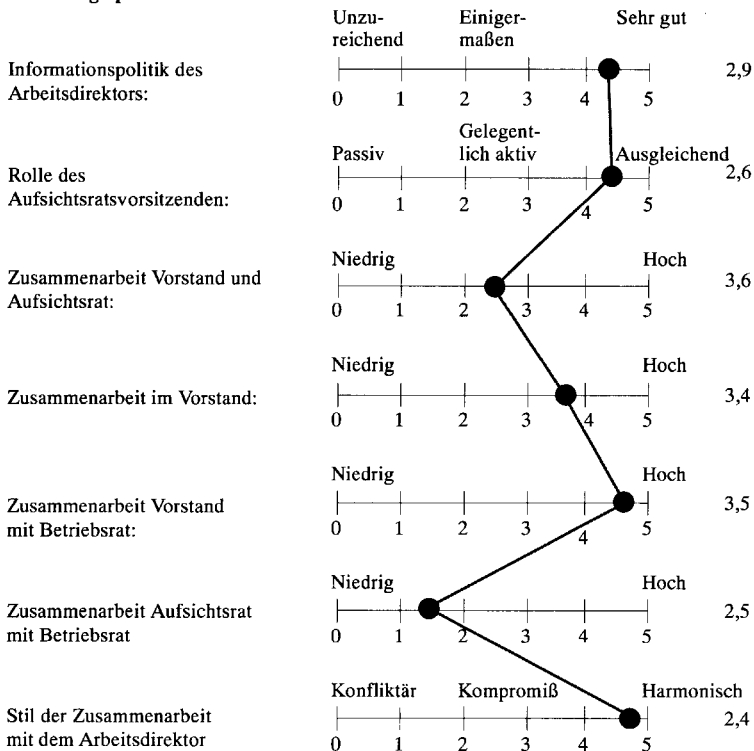 Unzu- Einiger- Sehr gut
reichend maßen
Informationspolitik des
Arbeitsdirektors:
2,9
0 1 2 3 4 5
Gelegent-
Passiv lich aktiv Ausgleichend
Rolle des
Aufsichtsratsvorsitzenden:
2,6
0 1 2 3 4 5
Niedrig Hoch
Zusammenarbeit Vorstand und
Aufsichtsrat:
3,6
0 1 2 3 4 5
Niedrig Hoch
Zusammenarbeit im Vorstand:
3,4
0 1 2 3 4 5
Niedrig Hoch
Zusammenarbeit Vorstand
mit Betriebsrat:
3,5
0 1 2 3 4 5
Niedrig Hoch
Zusammenarbeit Aufsichtsrat
mit Betriebsrat
2,5
0 1 2 3 4 5
Konfliktär Kompromiß Harmonisch
Stil der Zusammenarbeit
mit dem Arbeitsdirektor
2,4
0 1 2 3 4 5